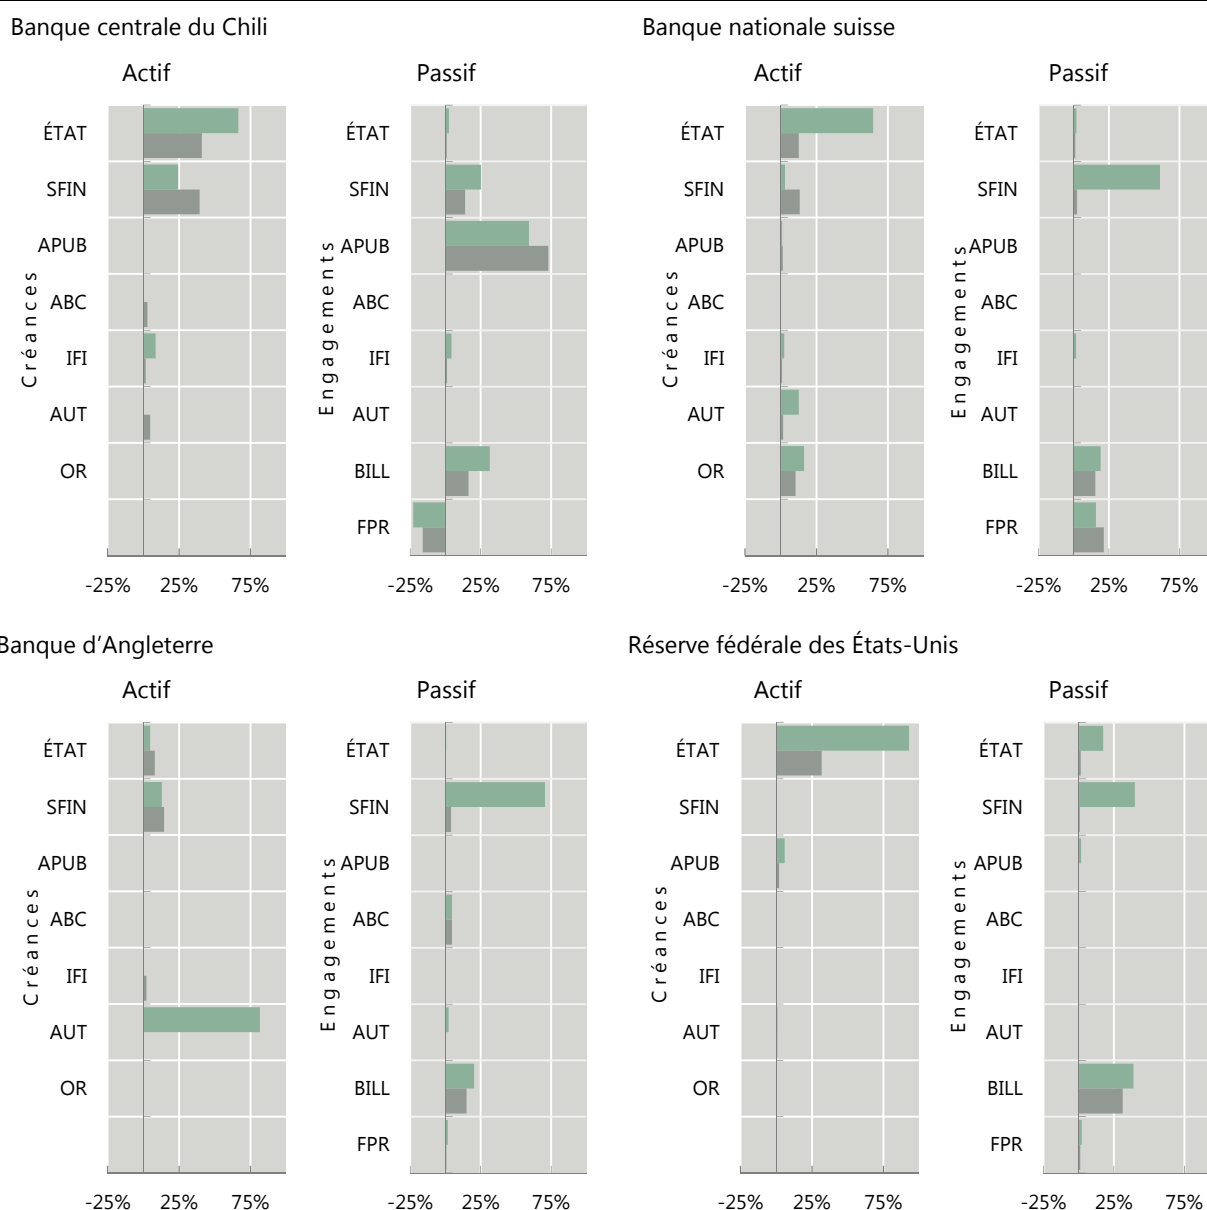 Banque centrale du Chili
Actif
Passif
Créances
ÉTAT
SFIN
APUB
ABC
IFI
AUT
OR
-25% 25% 75%
Engagements
ÉTAT
SFIN
APUB
ABC
IFI
AUT
BILL
FPR
-25% 25% 75%
Banque nationale suisse
Actif
Passif
Créances
ÉTAT
SFIN
APUB
ABC
IFI
AUT
OR
-25% 25% 75%
Engagements
ÉTAT
SFIN
APUB
ABC
IFI
AUT
BILL
FPR
-25% 25% 75%
Banque d’Angleterre
Actif
Passif
Créances
ÉTAT
SFIN
APUB
ABC
IFI
AUT
OR
-25% 25% 75%
Engagements
ÉTAT
SFIN
APUB
ABC
IFI
AUT
BILL
FPR
-25% 25% 75%
Réserve fédérale des États-Unis
Actif
Passif
Créances
ÉTAT
SFIN
APUB
ABC
IFI
AUT
OR
-25% 25% 75%
Engagements
ÉTAT
SFIN
APUB
ABC
IFI
AUT
BILL
FPR
-25% 25% 75%